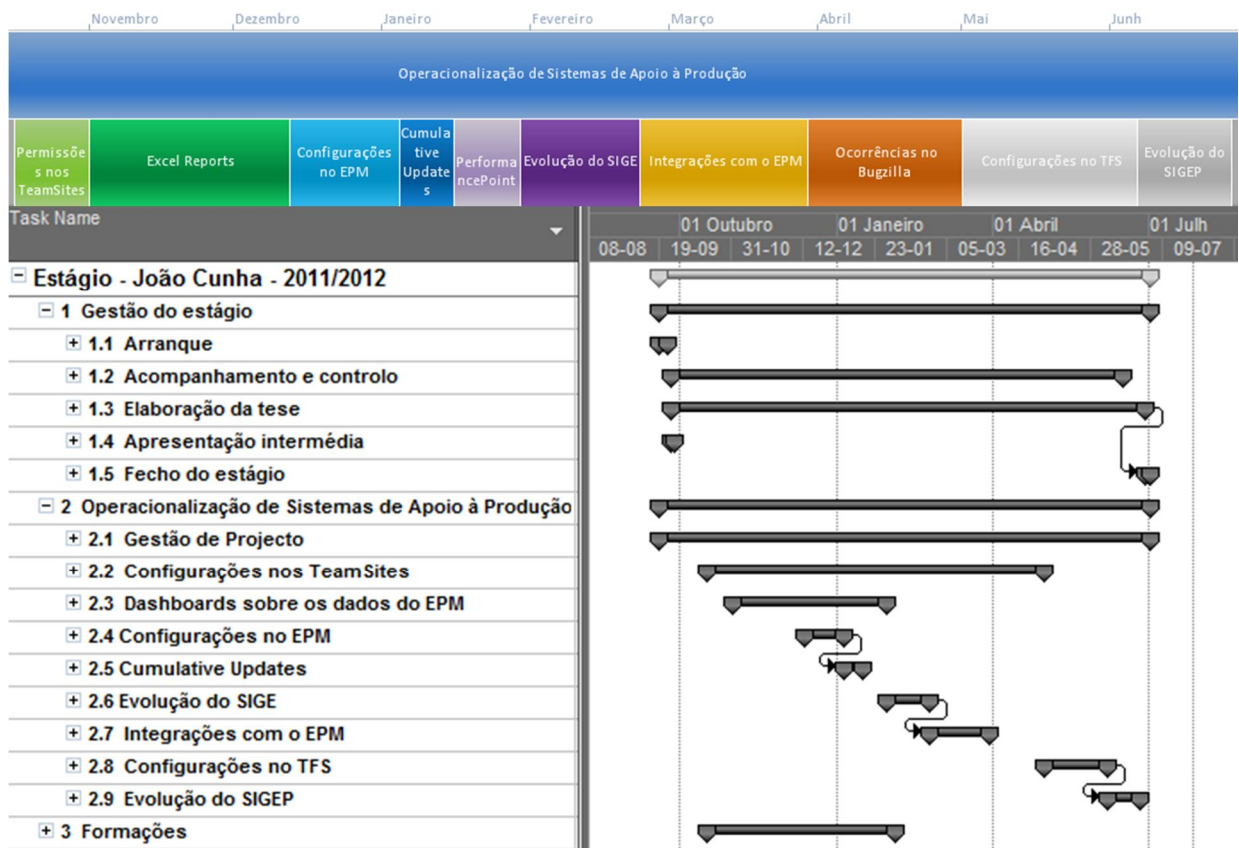 Novembro Dezembro Janeiro Fevereiro Março Abril Mai Junh
Operacionalização de Sistemas de Apoio à Produção
Permissõe
s nos
TeamSites
Excel Reports
Configurações
no EPM
Cumula
tive
Update
s
Performa
ncePoint
Evolução do SIGE
Integrações com o EPM
Ocorrências no
Bugzilla
Configurações no TFS
Evolução do
SIGEP
Task Name
01 Outubro 01 Janeiro 01 Abril 01 Julh
08-08 19-09 31-10 12-12 23-01 05-03 16-04 28-05 09-07
Estágio - João Cunha - 2011/2012
1 Gestão do estágio
1.1 Arranque
1.2 Acompanhamento e controlo
1.3 Elaboração da tese
1.4 Apresentação intermédia
1.5 Fecho do estágio
2 Operacionalização de Sistemas de Apoio à Produção
2.1 Gestão de Projecto
2.2 Configurações nos TeamSites
2.3 Dashboards sobre os dados do EPM
2.4 Configurações no EPM
2.5 Cumulative Updates
2.6 Evolução do SIGE
2.7 Integrações com o EPM
2.8 Configurações no TFS
2.9 Evolução do SIGEP
3 Formações